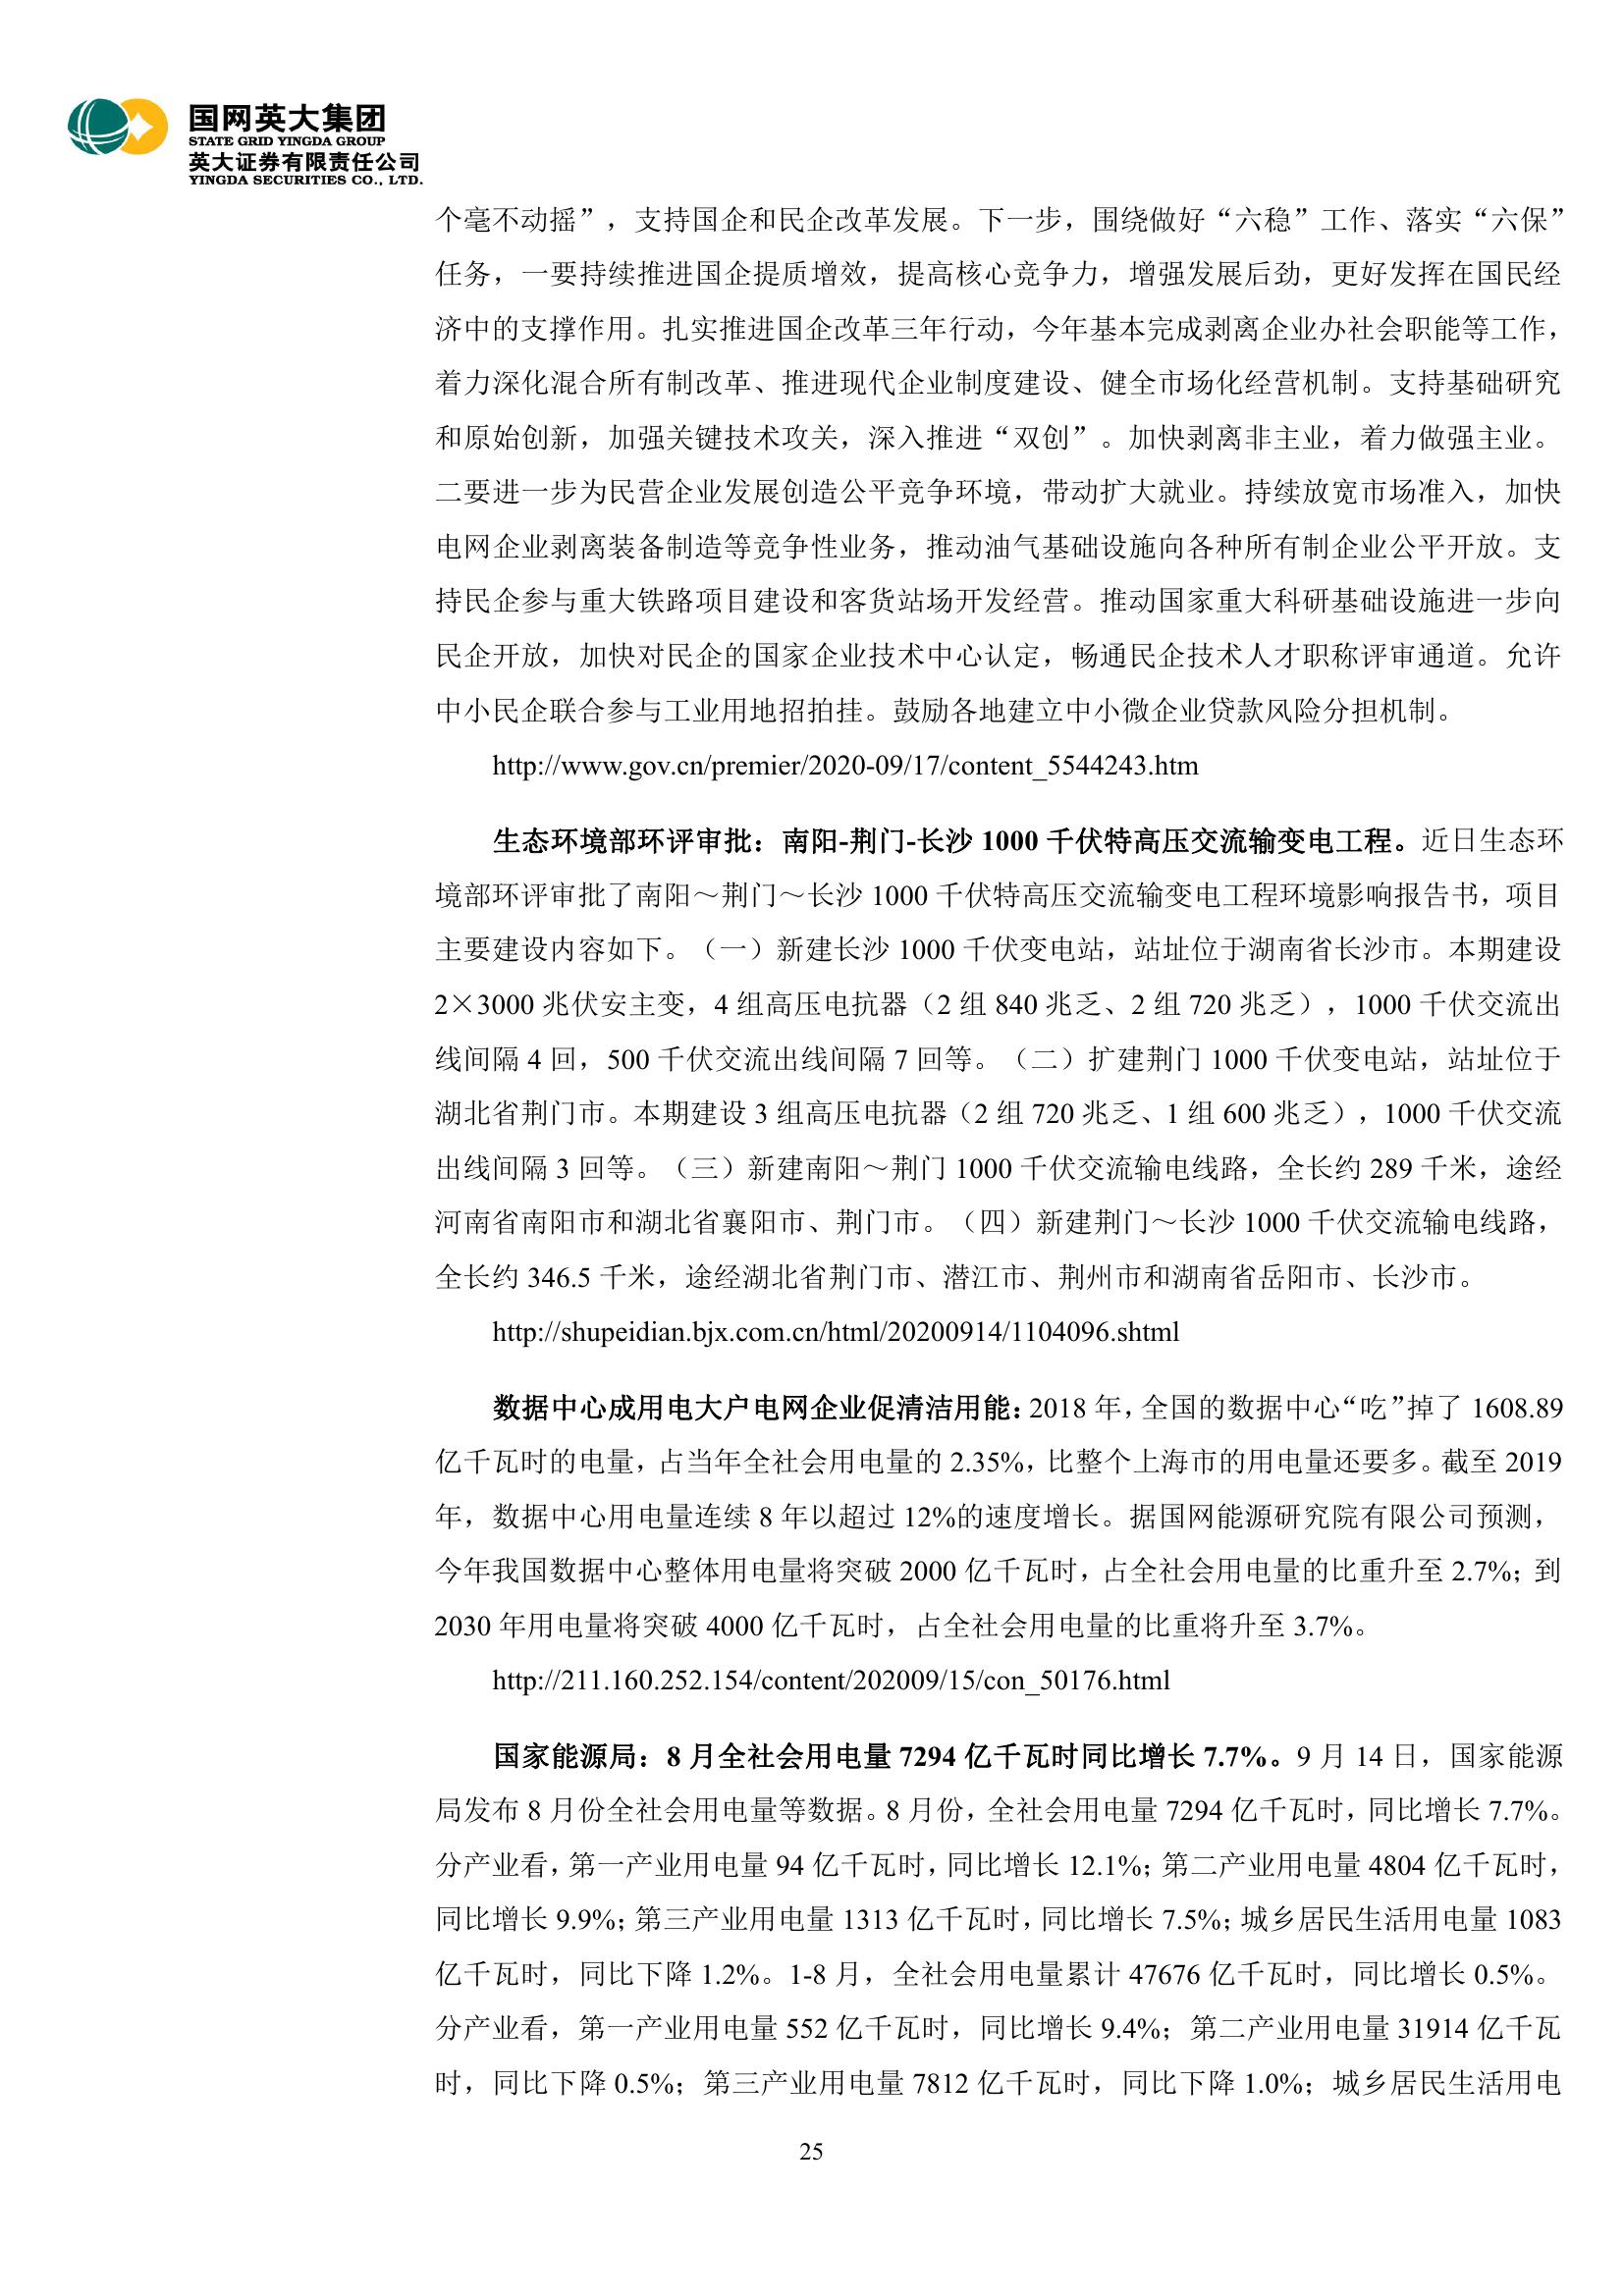 国网英大集团
STATE GRID YINGDA GROUP
英大证券有限责任公司
YINGDA SECURITIES CO., LTD.
个毫不动摇”，支持国企和民企改革发展。下一步，围绕做好“六稳”工作、落实“六保”
任务，一要持续推进国企提质增效，提高核心竞争力，增强发展后劲，更好发挥在国民经
济中的支撑作用。扎实推进国企改革三年行动，今年基本完成剥离企业办社会职能等工作，
着力深化混合所有制改革、推进现代企业制度建设、健全市场化经营机制。支持基础研究
和原始创新，加强关键技术攻关，深入推进“双创”。加快剥离非主业，着力做强主业。
二要进一步为民营企业发展创造公平竞争环境，带动扩大就业。持续放宽市场准入，加快
电网企业剥离装备制造等竞争性业务，推动油气基础设施向各种所有制企业公平开放。支
持民企参与重大铁路项目建设和客货站场开发经营。推动国家重大科研基础设施进一步向
民企开放，加快对民企的国家企业技术中心认定，畅通民企技术人才职称评审通道。允许
中小民企联合参与工业用地招拍挂。鼓励各地建立中小微企业贷款风险分担机制。
http://www.gov.cn/premier/2020-09/17/content_5544243.htm
生态环境部环评审批：南阳-荆门-长沙 1000 千伏特高压交流输变电工程。近日生态环
境部环评审批了南阳～荆门～长沙 1000 千伏特高压交流输变电工程环境影响报告书，项目
主要建设内容如下。（一）新建长沙 1000 千伏变电站，站址位于湖南省长沙市。本期建设
2×3000 兆伏安主变，4 组高压电抗器（2 组 840 兆乏、2 组 720 兆乏），1000 千伏交流出
线间隔 4 回，500 千伏交流出线间隔 7 回等。（二）扩建荆门 1000 千伏变电站，站址位于
湖北省荆门市。本期建设 3 组高压电抗器（2 组 720 兆乏、1 组 600 兆乏），1000 千伏交流
出线间隔 3 回等。（三）新建南阳～荆门 1000 千伏交流输电线路，全长约 289 千米，途经
河南省南阳市和湖北省襄阳市、荆门市。（四）新建荆门～长沙 1000 千伏交流输电线路，
全长约 346.5 千米，途经湖北省荆门市、潜江市、荆州市和湖南省岳阳市、长沙市。
http://shupeidian.bjx.com.cn/html/20200914/1104096.shtml
数据中心成用电大户电网企业促清洁用能：2018 年，全国的数据中心“吃”掉了 1608.89
亿千瓦时的电量，占当年全社会用电量的 2.35%，比整个上海市的用电量还要多。截至 2019
年，数据中心用电量连续 8 年以超过 12%的速度增长。据国网能源研究院有限公司预测，
今年我国数据中心整体用电量将突破 2000 亿千瓦时，占全社会用电量的比重升至 2.7%；到
2030 年用电量将突破 4000 亿千瓦时，占全社会用电量的比重将升至 3.7%。
http://211.160.252.154/content/202009/15/con_50176.html
国家能源局：8 月全社会用电量 7294 亿千瓦时同比增长 7.7%。9 月 14 日，国家能源
局发布 8 月份全社会用电量等数据。8 月份，全社会用电量 7294 亿千瓦时，同比增长 7.7%。
分产业看，第一产业用电量 94 亿千瓦时，同比增长 12.1%；第二产业用电量 4804 亿千瓦时，
同比增长 9.9%；第三产业用电量 1313 亿千瓦时，同比增长 7.5%；城乡居民生活用电量 1083
亿千瓦时，同比下降 1.2%。1-8 月，全社会用电量累计 47676 亿千瓦时，同比增长 0.5%。
分产业看，第一产业用电量 552 亿千瓦时，同比增长 9.4%；第二产业用电量 31914 亿千瓦
时，同比下降 0.5%；第三产业用电量 7812 亿千瓦时，同比下降 1.0%；城乡居民生活用电
25